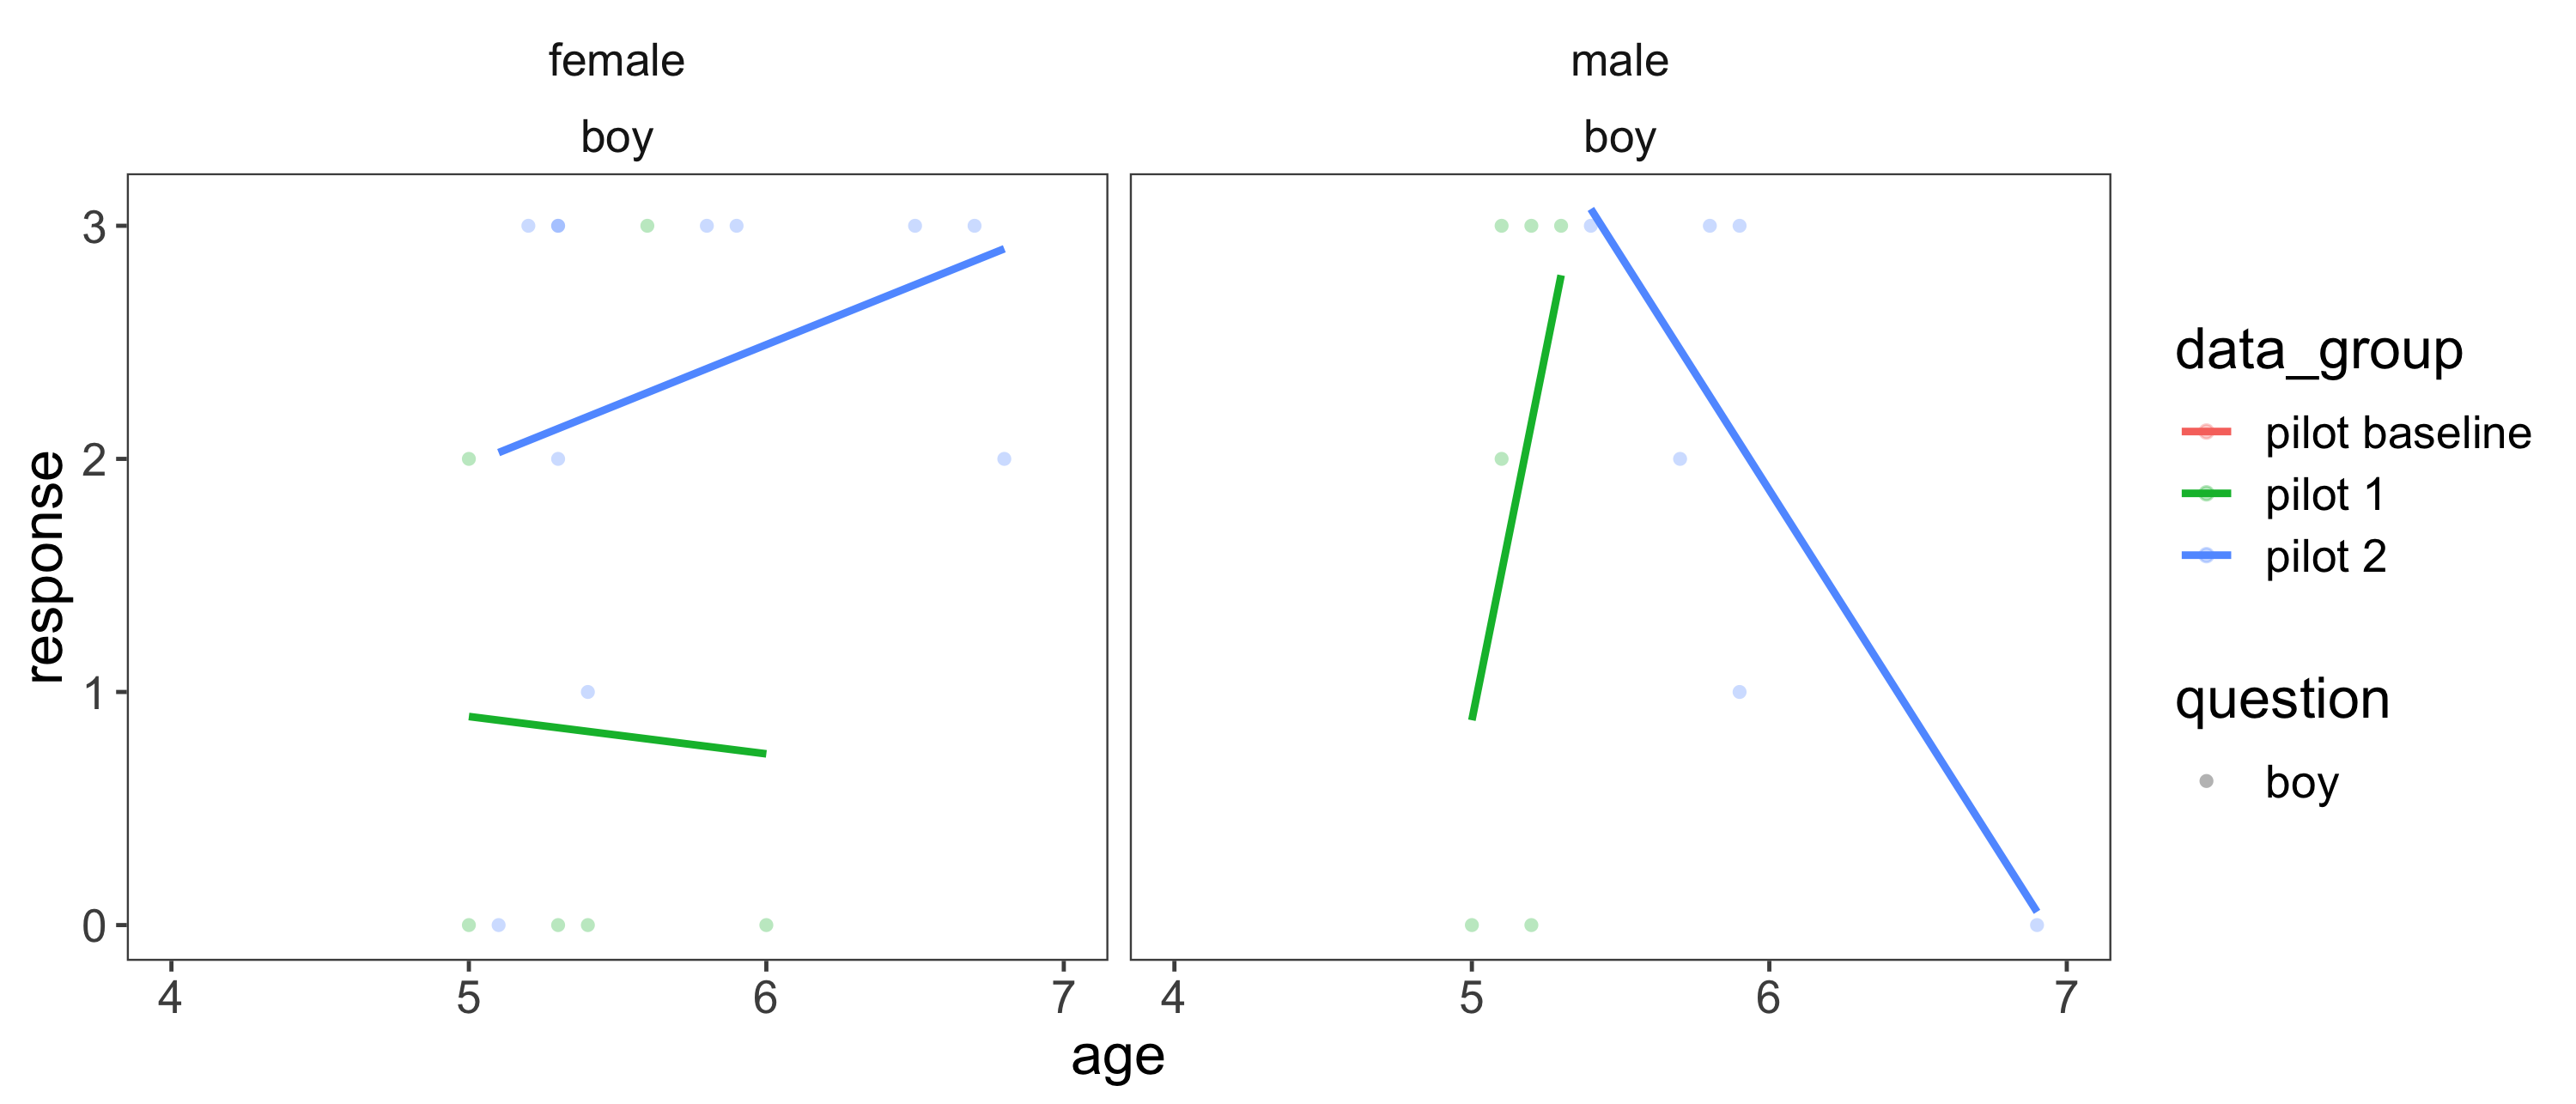 female
boy
male
boy
response
3
2
1
0
4 5 6 7
4 5 6 7
age
data_group
pilot baseline
pilot 1
pilot 2
question
boy